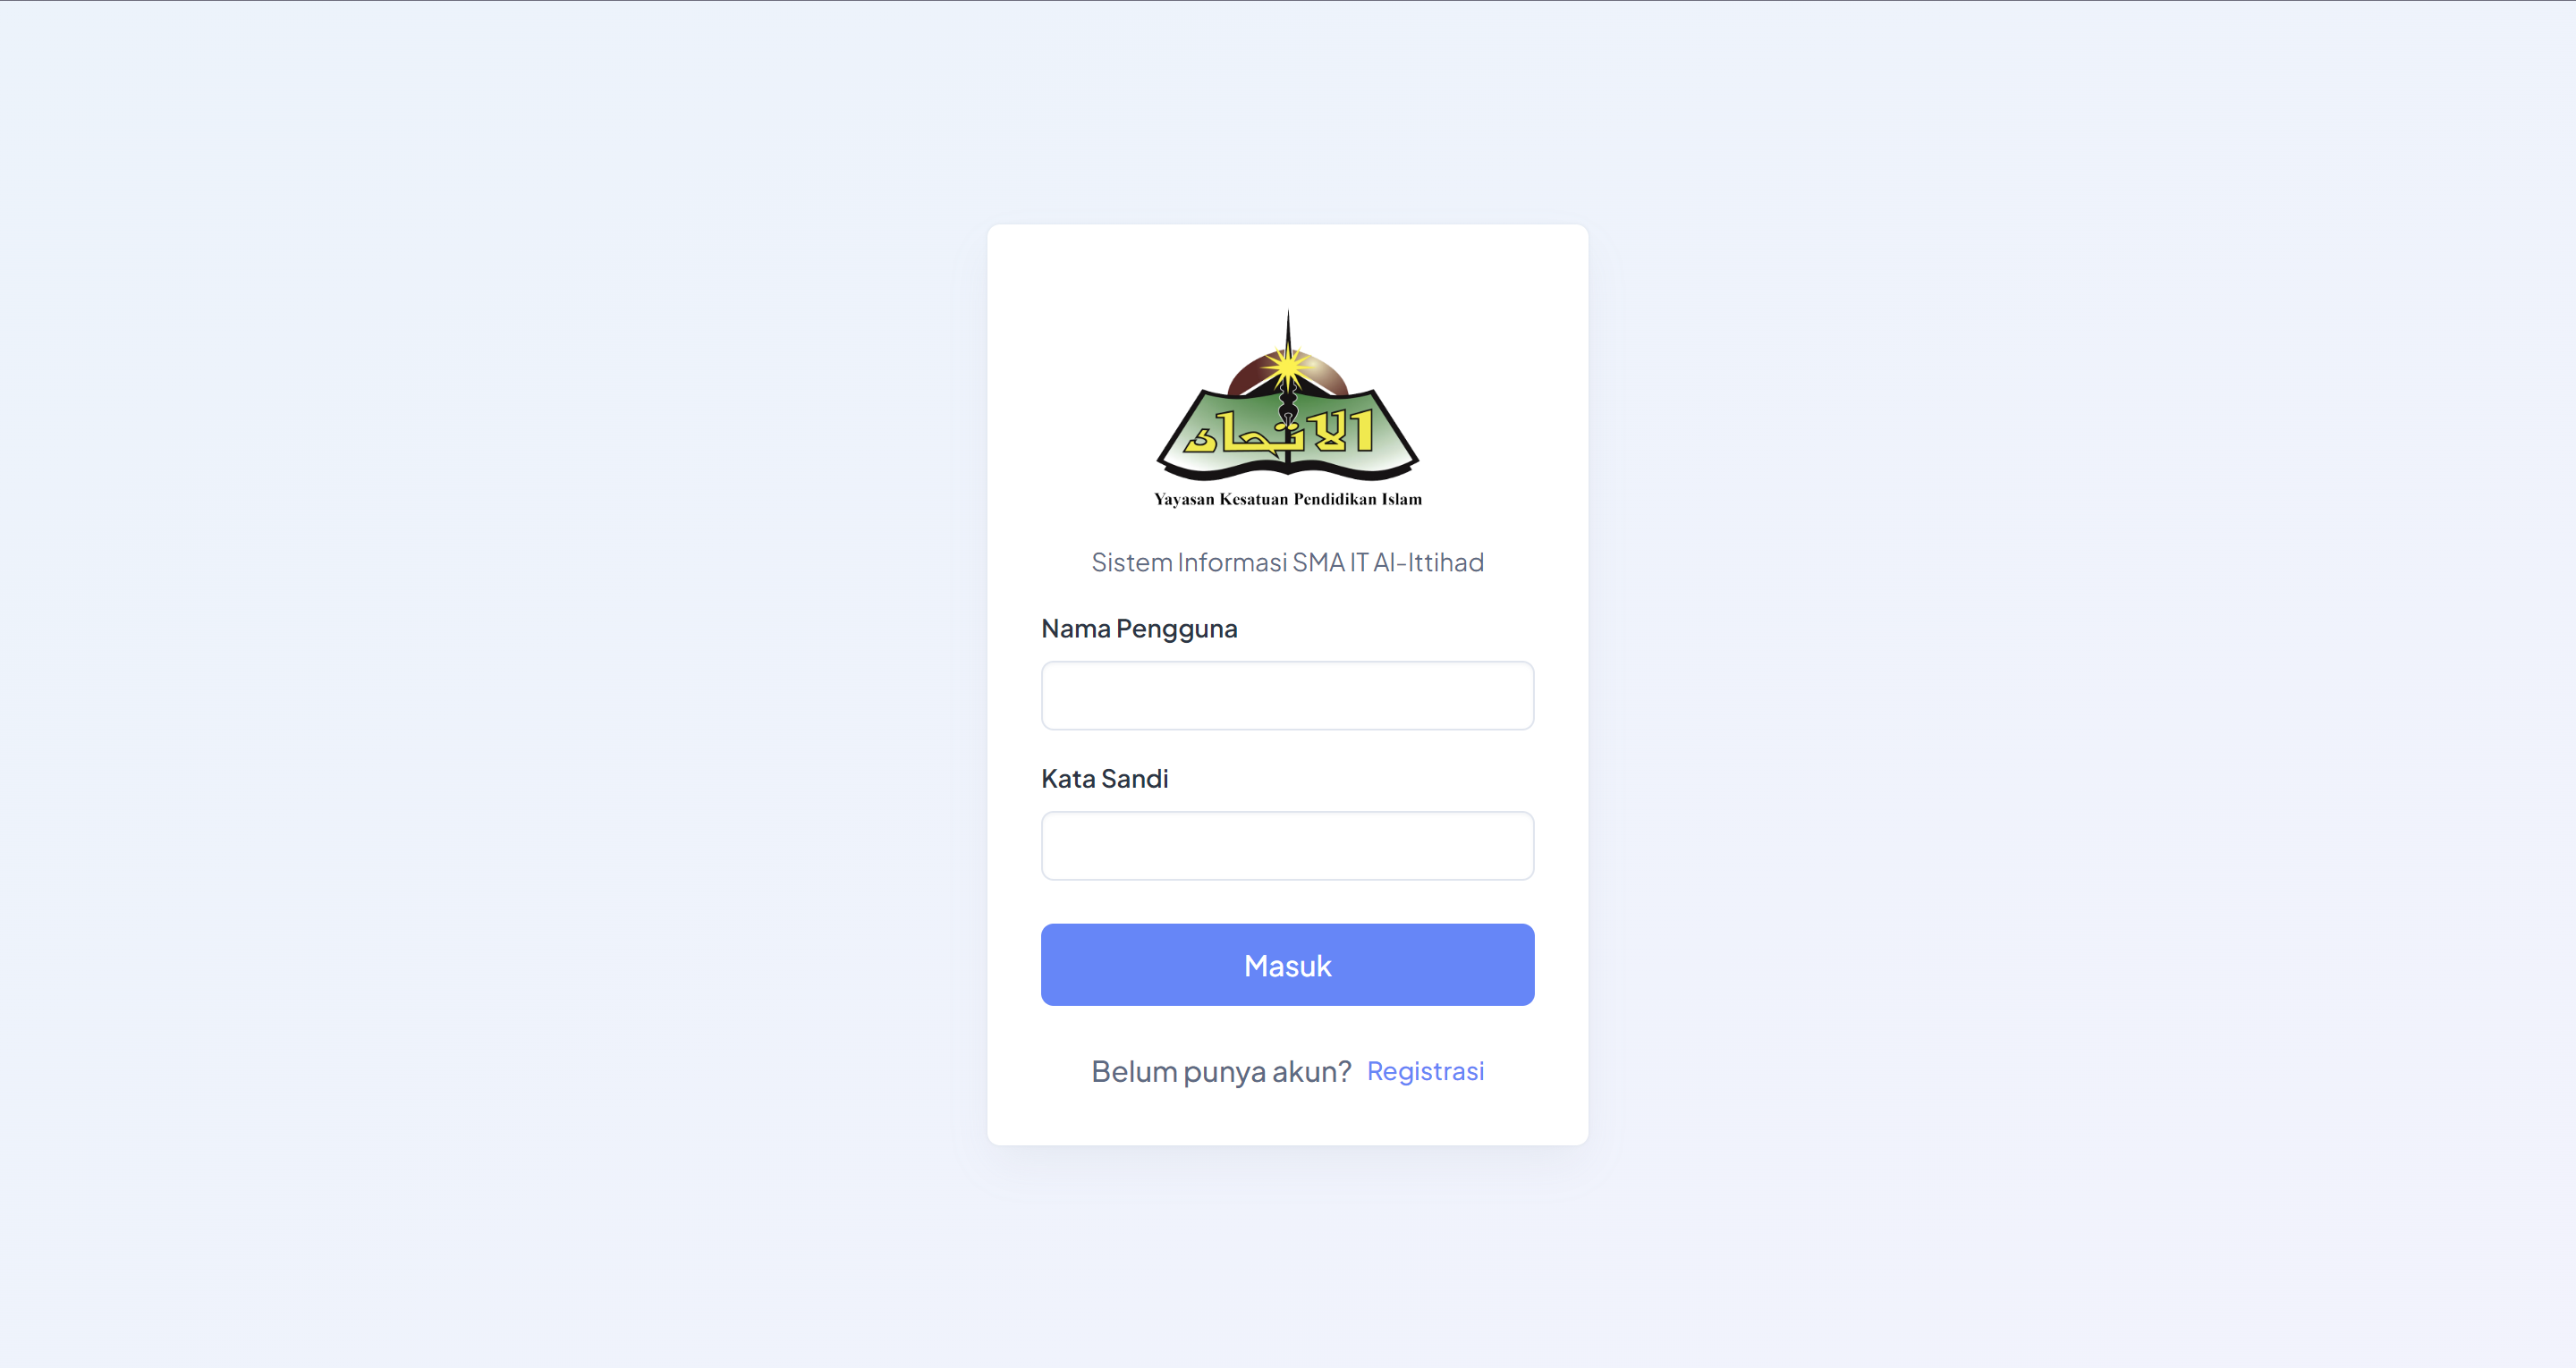 الاتحاد
Yayasan Kesatuan Pendidikan Islam
Sistem Informasi SMA IT Al-Ittihad
Nama Pengguna
Kata Sandi
Masuk
Belum punya akun? Registrasi